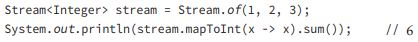 Stream<Integer> stream = Stream.of(1, 2, 3);
System.out.println(stream.mapToInt(x -> x).sum());     // 6